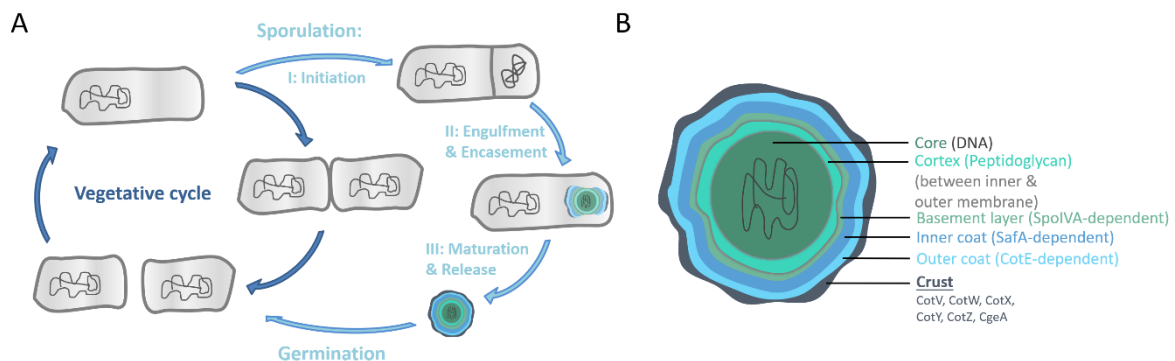 A
Sporulation:
I: Initiation
II: Engulfment
& Encasement
Vegetative cycle
III: Maturation
& Release
Germination
B
Core (DNA)
Cortex (Peptidoglycan)
(between inner &
outer membrane)
Basement layer (SpoIVA-dependent)
Inner coat (SafA-dependent)
Outer coat (CotE-dependent)
Crust
CotV, CotW, CotX,
CotY, CotZ, CgeA